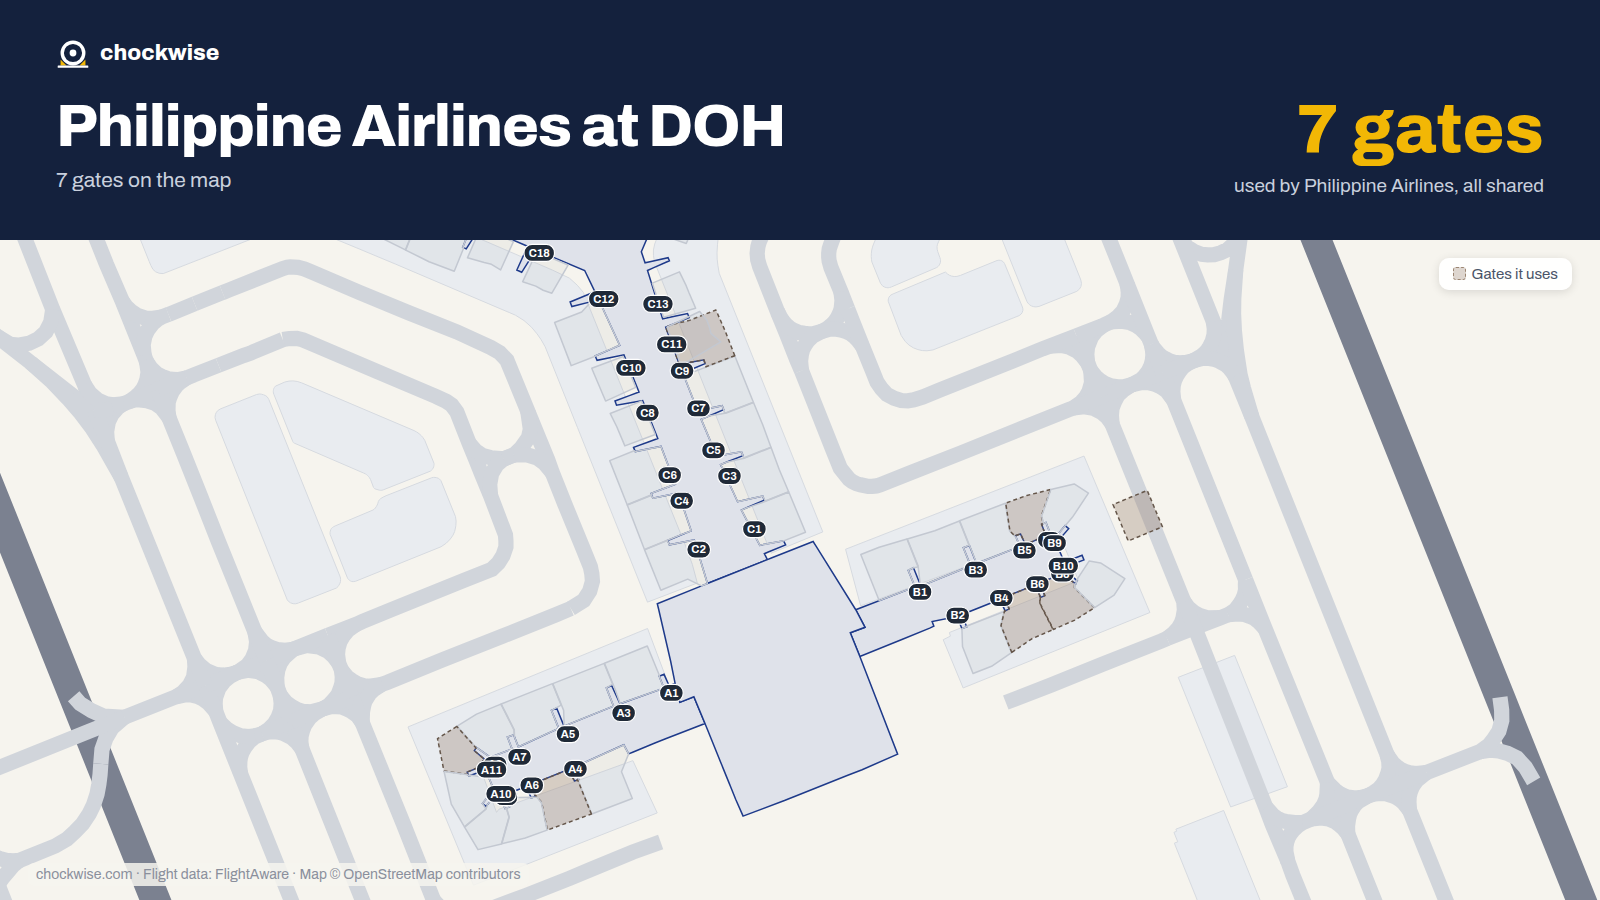 chockwise
Philippine Airlines at DOH
7 gates on the map
7 gates
used by Philippine Airlines, all shared
Gates it uses
C18
C12
C13
C11
C10
C9
C8
C7
C5
C6
C3
C4
C1
C2
B9
B5
B10
B3
B6
B1
B4
B2
A1
A3
A5
A7
A11
A4
A6
A10
chockwise.com · Flight data: FlightAware · Map © OpenStreetMap contributors